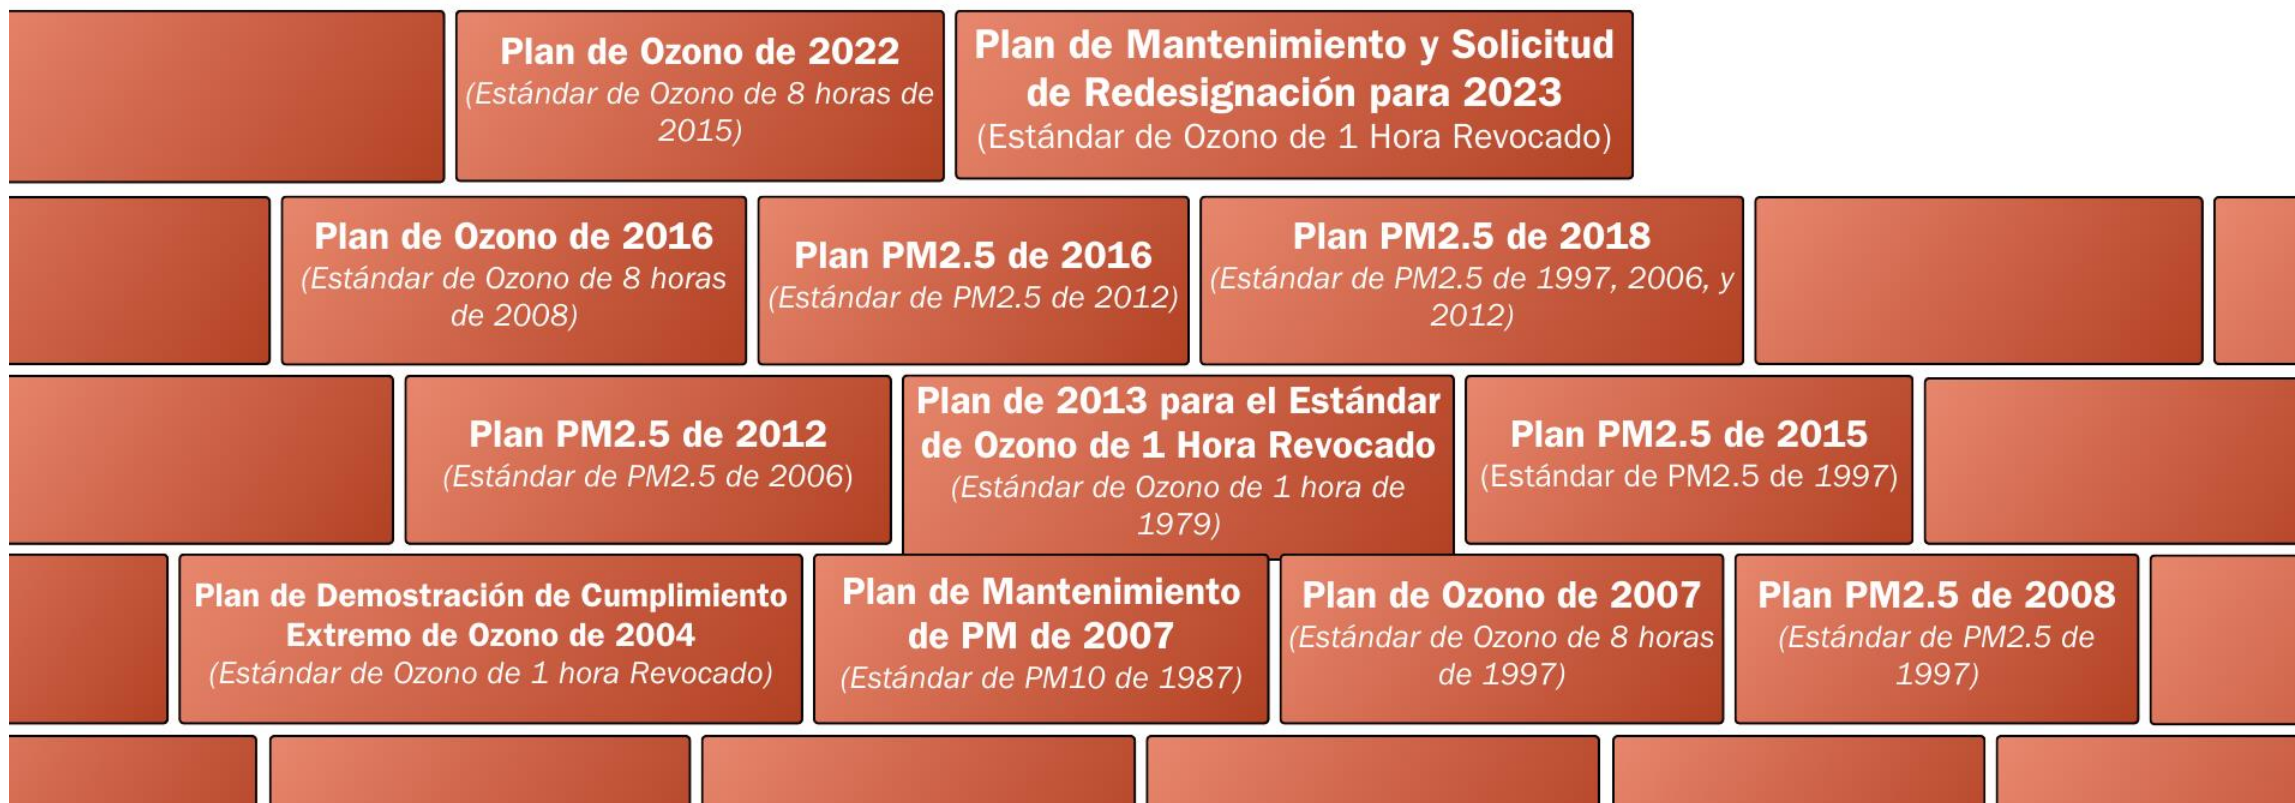 Plan de Ozono de 2022
(Estándar de Ozono de 8 horas de
2015)
Plan de Mantenimiento y Solicitud
de Redesignación para 2023
(Estándar de Ozono de 1 Hora Revocado)
Plan de Ozono de 2016
(Estándar de Ozono de 8 horas
de 2008)
Plan PM2.5 de 2016
(Estándar de PM2.5 de 2012)
Plan PM2.5 de 2018
(Estándar de PM2.5 de 1997, 2006, y
2012)
Plan PM2.5 de 2012
(Estándar de PM2.5 de 2006)
Plan de 2013 para el Estándar
de Ozono de 1 Hora Revocado
(Estándar de Ozono de 1 hora de
1979)
Plan PM2.5 de 2015
(Estándar de PM2.5 de 1997)
Plan de Demostración de Cumplimiento
Extremo de Ozono de 2004
(Estándar de Ozono de 1 hora Revocado)
Plan de Mantenimiento
de PM de 2007
(Estándar de PM10 de 1987)
Plan de Ozono de 2007
(Estándar de Ozono de 8 horas
de 1997)
Plan PM2.5 de 2008
(Estándar de PM2.5 de
1997)